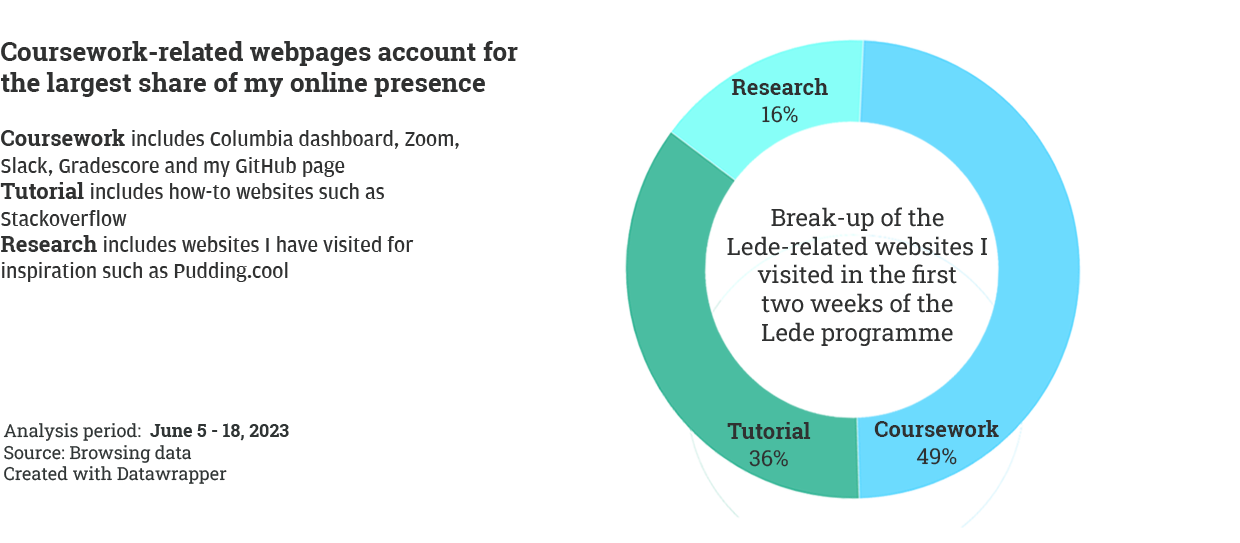 Coursework-related webpages account for
the largest share of my online presence
Coursework includes Columbia dashboard, Zoom,
Slack, Gradescore and my GitHub page
Tutorial includes how-to websites such as
Stackoverflow
Research includes websites I have visited for
inspiration such as Pudding.cool
Analysis period: June 5 - 18, 2023
Source: Browsing data
Created with Datawrapper
Research
16%
Break-up of the
Lede-related websites I
visited in the first
two weeks of the
Lede programme
Tutorial
36%
Coursework
49%